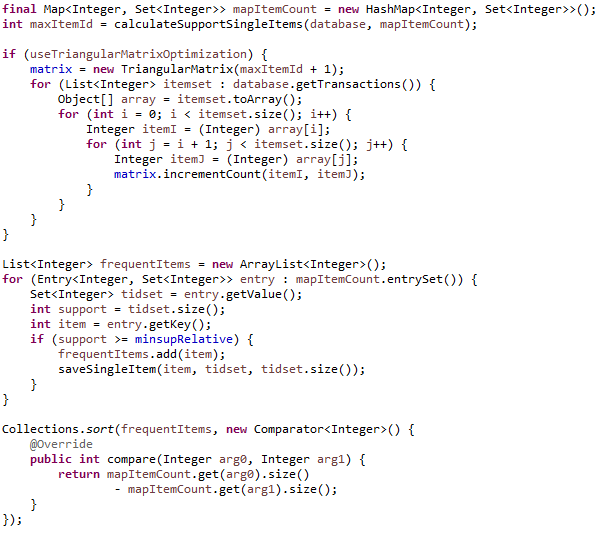 final Map<Integer, Set<Integer>> mapItemCount = new HashMap<Integer, Set<Integer>>();
int maxItemId = calculateSupportSingleItems(database, mapItemCount);
if (useTriangularMatrixOptimization) {
matrix = new TriangularMatrix(maxItemId + 1);
for (List<Integer> itemset : database.getTransactions()) {
Object[] array = itemset.toArray();
for (int i = 0; i < itemset.size(); i++) {
Integer itemI = (Integer) array[i];
for (int j = i + 1; j < itemset.size(); j++) {
Integer itemJ = (Integer) array[j];
matrix.incrementCount(itemI, itemJ);
}
}
}
}
List<Integer> frequentItems = new ArrayList<Integer>();
for (Entry<Integer, Set<Integer>> entry : mapItemCount.entrySet()) {
Set<Integer> tidset = entry.getValue();
int support = tidset.size();
int item = entry.getKey();
if (support >= minsupRelative) {
frequentItems.add(item);
saveSingleItem(item, tidset, tidset.size());
}
}
Collections.sort(frequentItems, new Comparator<Integer>() {
@Override
public int compare(Integer arg0, Integer arg1) {
return mapItemCount.get(arg0).size()
- mapItemCount.get(arg1).size();
}
});